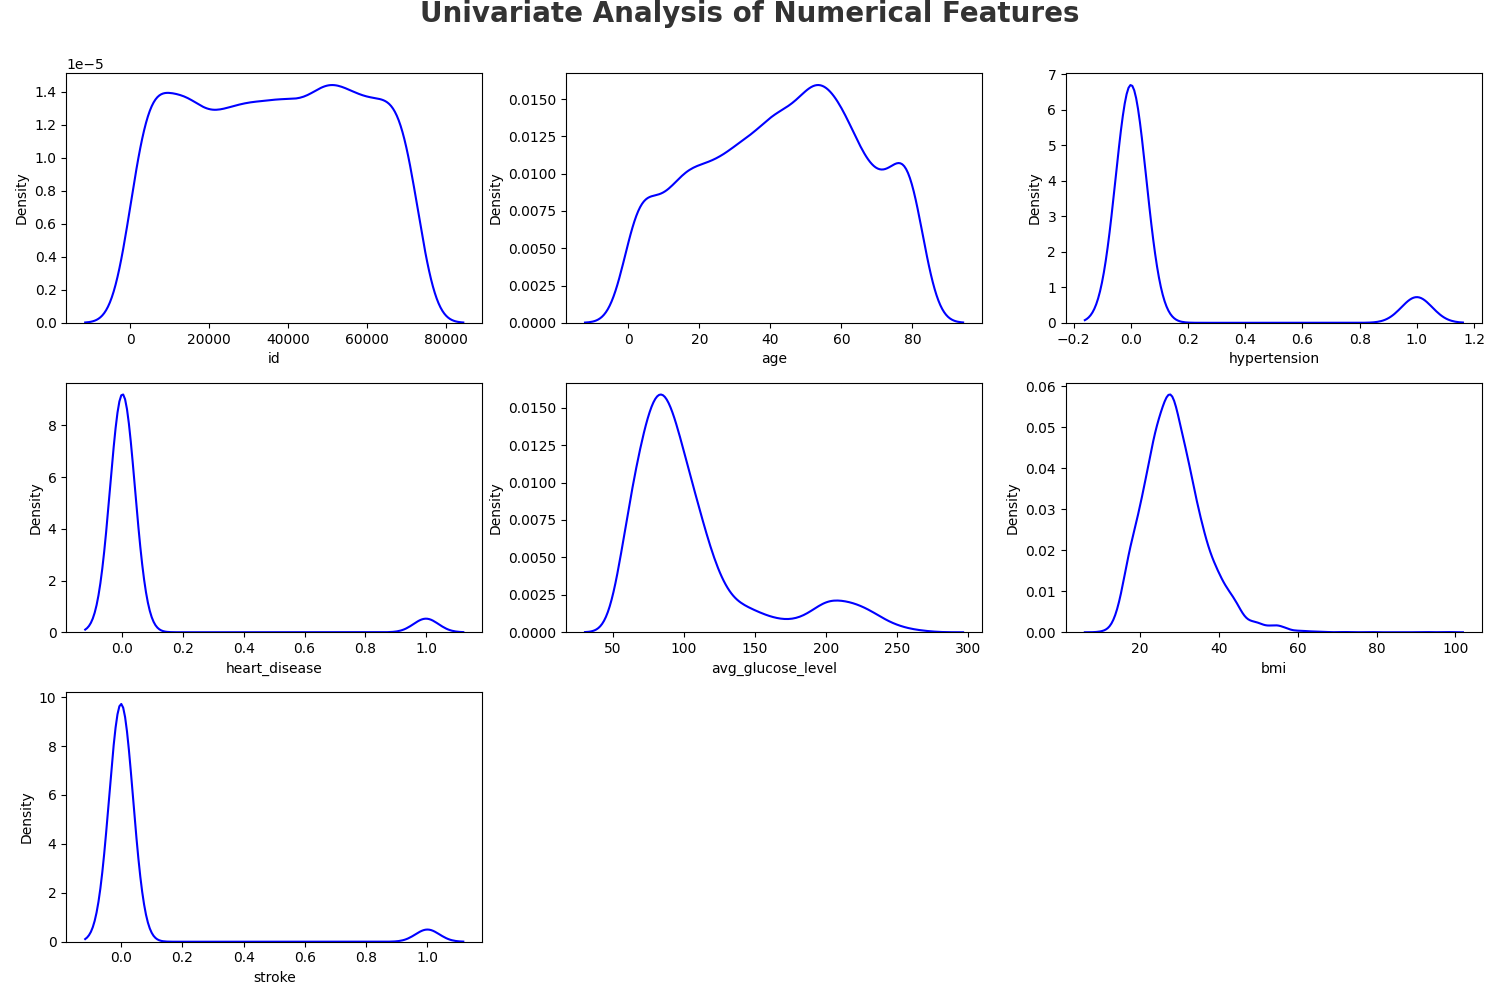 Univariate Analysis of Numerical Features
1e−5
1.4
1.2
1.0
0.8
0.6
0.4
0.2
0.0
Density
0 20000 40000 60000 80000
id
0.0150
0.0125
0.0100
0.0075
0.0050
0.0025
0.0000
Density
0 20 40 60 80
age
7
6
5
4
3
2
1
0
Density
−0.2 0.0 0.2 0.4 0.6 0.8 1.0 1.2
hypertension
8
6
4
2
0
Density
0.0 0.2 0.4 0.6 0.8 1.0
heart_disease
0.0150
0.0125
0.0100
0.0075
0.0050
0.0025
0.0000
Density
50 100 150 200 250 300
avg_glucose_level
0.06
0.05
0.04
0.03
0.02
0.01
0.00
Density
20 40 60 80 100
bmi
10
8
6
4
2
0
Density
0.0 0.2 0.4 0.6 0.8 1.0
stroke